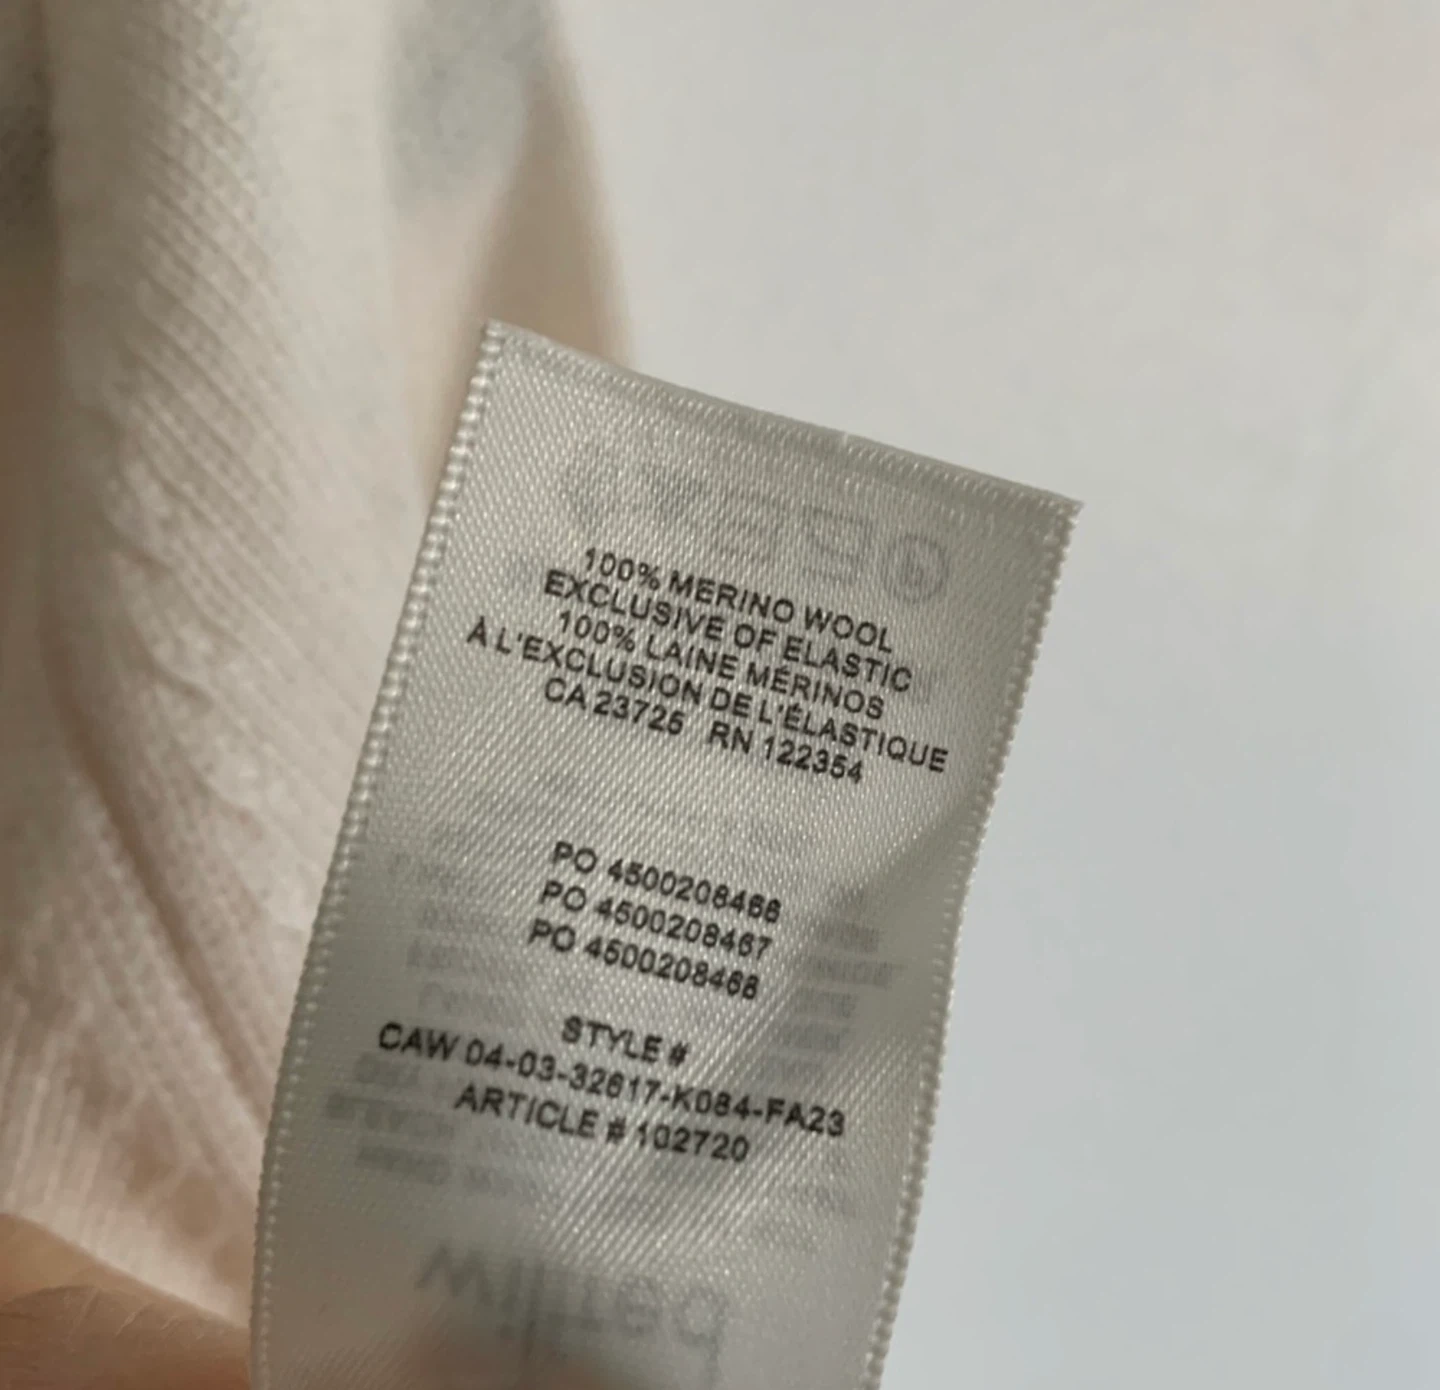 100% MERINO WOOL
EXCLUSIVE OF ELASTIC
100% LAINE MÉRINOS
À L'EXCLUSION DE L'ÉLASTIQUE
CA 23725 RN 122354
PO 4500208466
PO 4500208467
PO 4500208468
STYLE #
CAW 04-03-32617-K084-FA23
ARTICLE # 102720